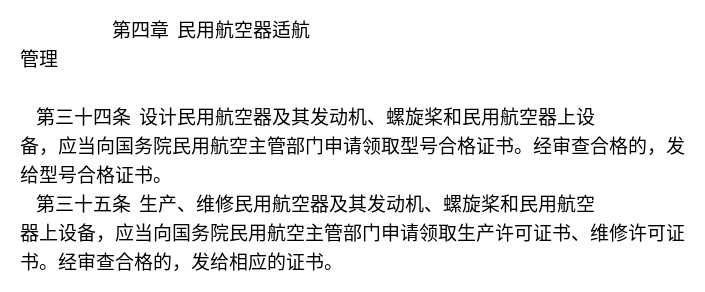 第四章 民用航空器适航
管理
第三十四条 设计民用航空器及其发动机、螺旋桨和民用航空器上设
备，应当向国务院民用航空主管部门申请领取型号合格证书。经审查合格的，发
给型号合格证书。
第三十五条 生产、维修民用航空器及其发动机、螺旋桨和民用航空
器上设备，应当向国务院民用航空主管部门申请领取生产许可证书、维修许可证
书。经审查合格的，发给相应的证书。